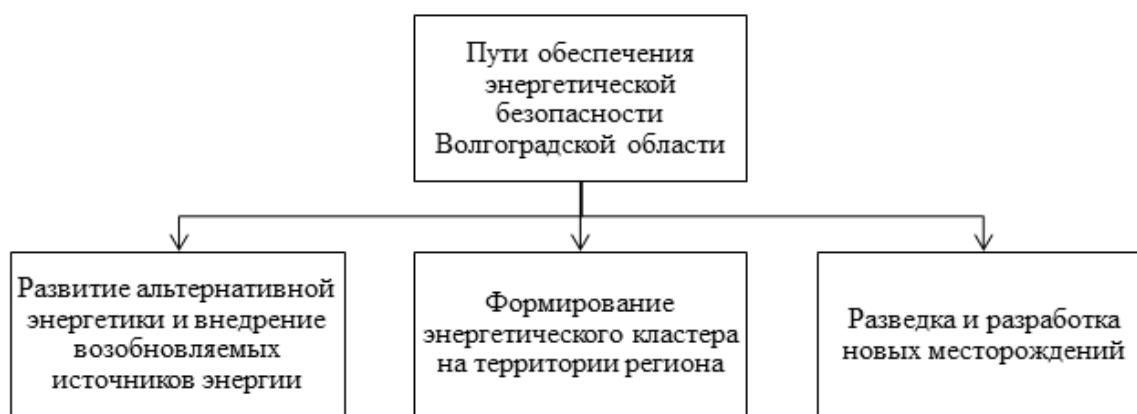 Пути обеспечения
энергетической
безопасности
Волгоградской области
Развитие альтернативной
энергетики и внедрение
возобновляемых
источников энергии
Формирование
энергетического кластера
на территории региона
Разведка и разработка
новых месторождений